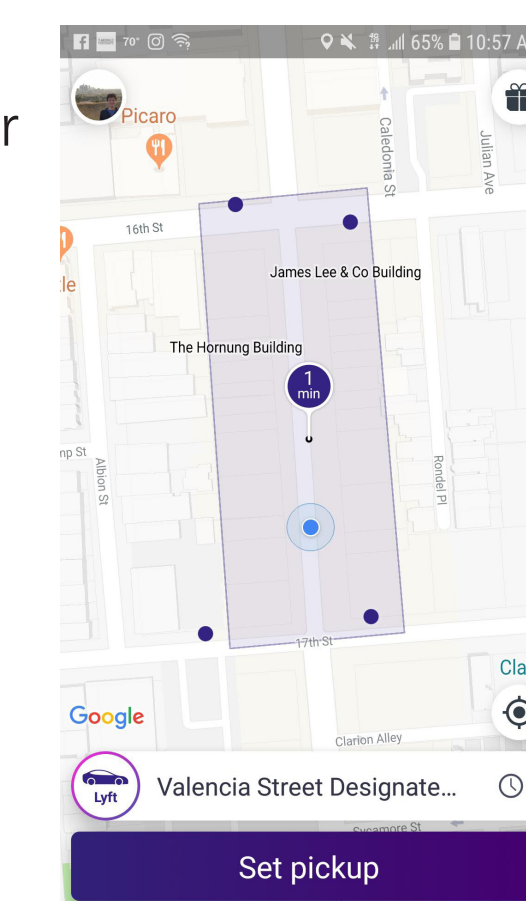 r
70°
65% 10:57 A
Picaro
Caledonia St
Julian Ave
16th St
le
James Lee & Co Building
The Hornung Building
1
min
mp St
Albion St
Rondel Pl
17th St
Cla
Google
Clarion Alley
Lyft
Valencia Street Designate...
Sycamore St
Set pickup